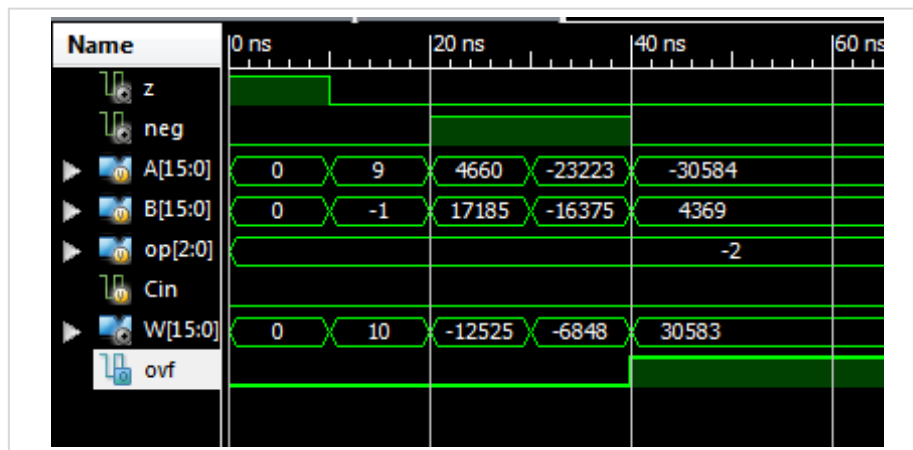 Name 0 ns 20 ns 40 ns 60 ns
z
neg
A[15:0] 0 9 4660 -23223 -30584
B[15:0] 0 -1 17185 -16375 4369
op[2:0] -2
Cin
W[15:0] 0 10 -12525 -6848 30583
ovf